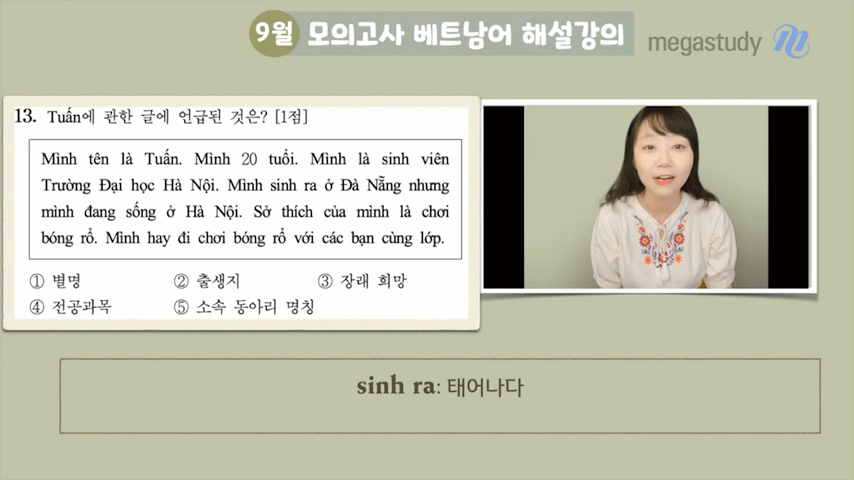 9월 모의고사 베트남어 해설강의
megastudy
13. Tuấn에 관한 글에 언급된 것은? [1점]
Mình tên là Tuấn. Mình 20 tuổi. Mình là sinh viên
Trường Đại học Hà Nội. Mình sinh ra ở Đà Nẵng nhưng
mình đang sống ở Hà Nội. Sở thích của mình là chơi
bóng rổ. Mình hay đi chơi bóng rổ với các bạn cùng lớp.
① 별명 ② 출생지 ③ 장래 희망
④ 전공과목 ⑤ 소속 동아리 명칭
sinh ra: 태어나다